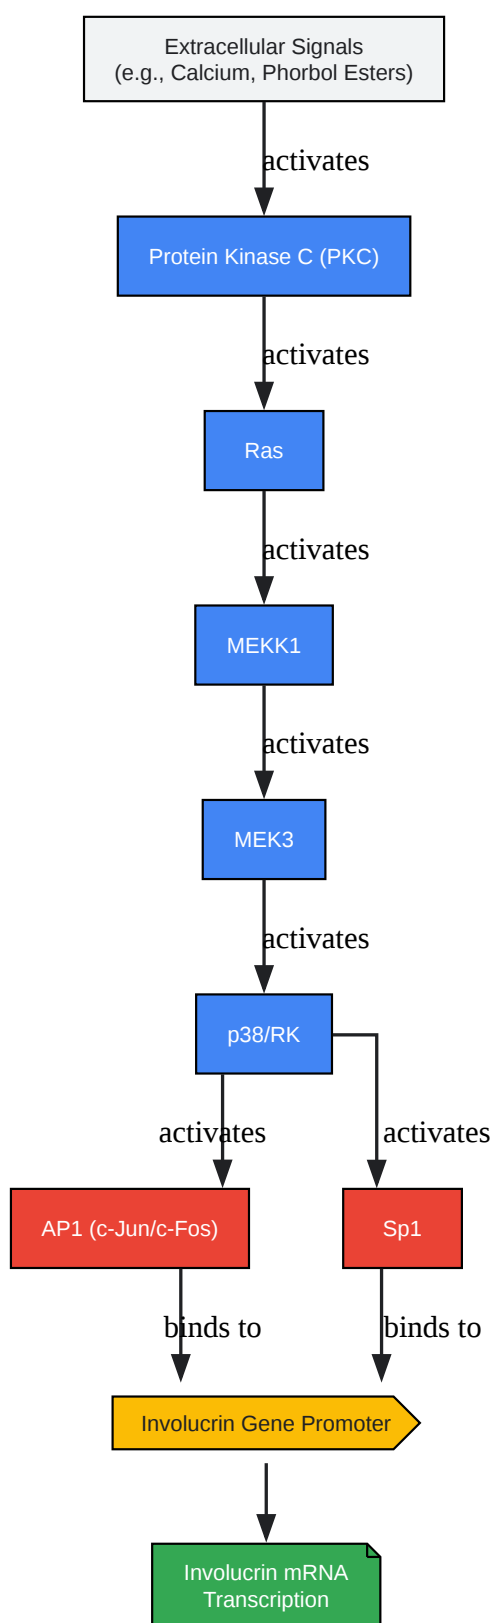 Extracellular Signals
(e.g., Calcium, Phorbol Esters)
activates
Protein Kinase C (PKC)
activates
Ras
activates
MEKK1
activates
MEK3
activates
p38/RK
activates
activates
AP1 (c-Jun/c-Fos)
Sp1
binds to
binds to
Involucrin Gene Promoter
Involucrin mRNA
Transcription